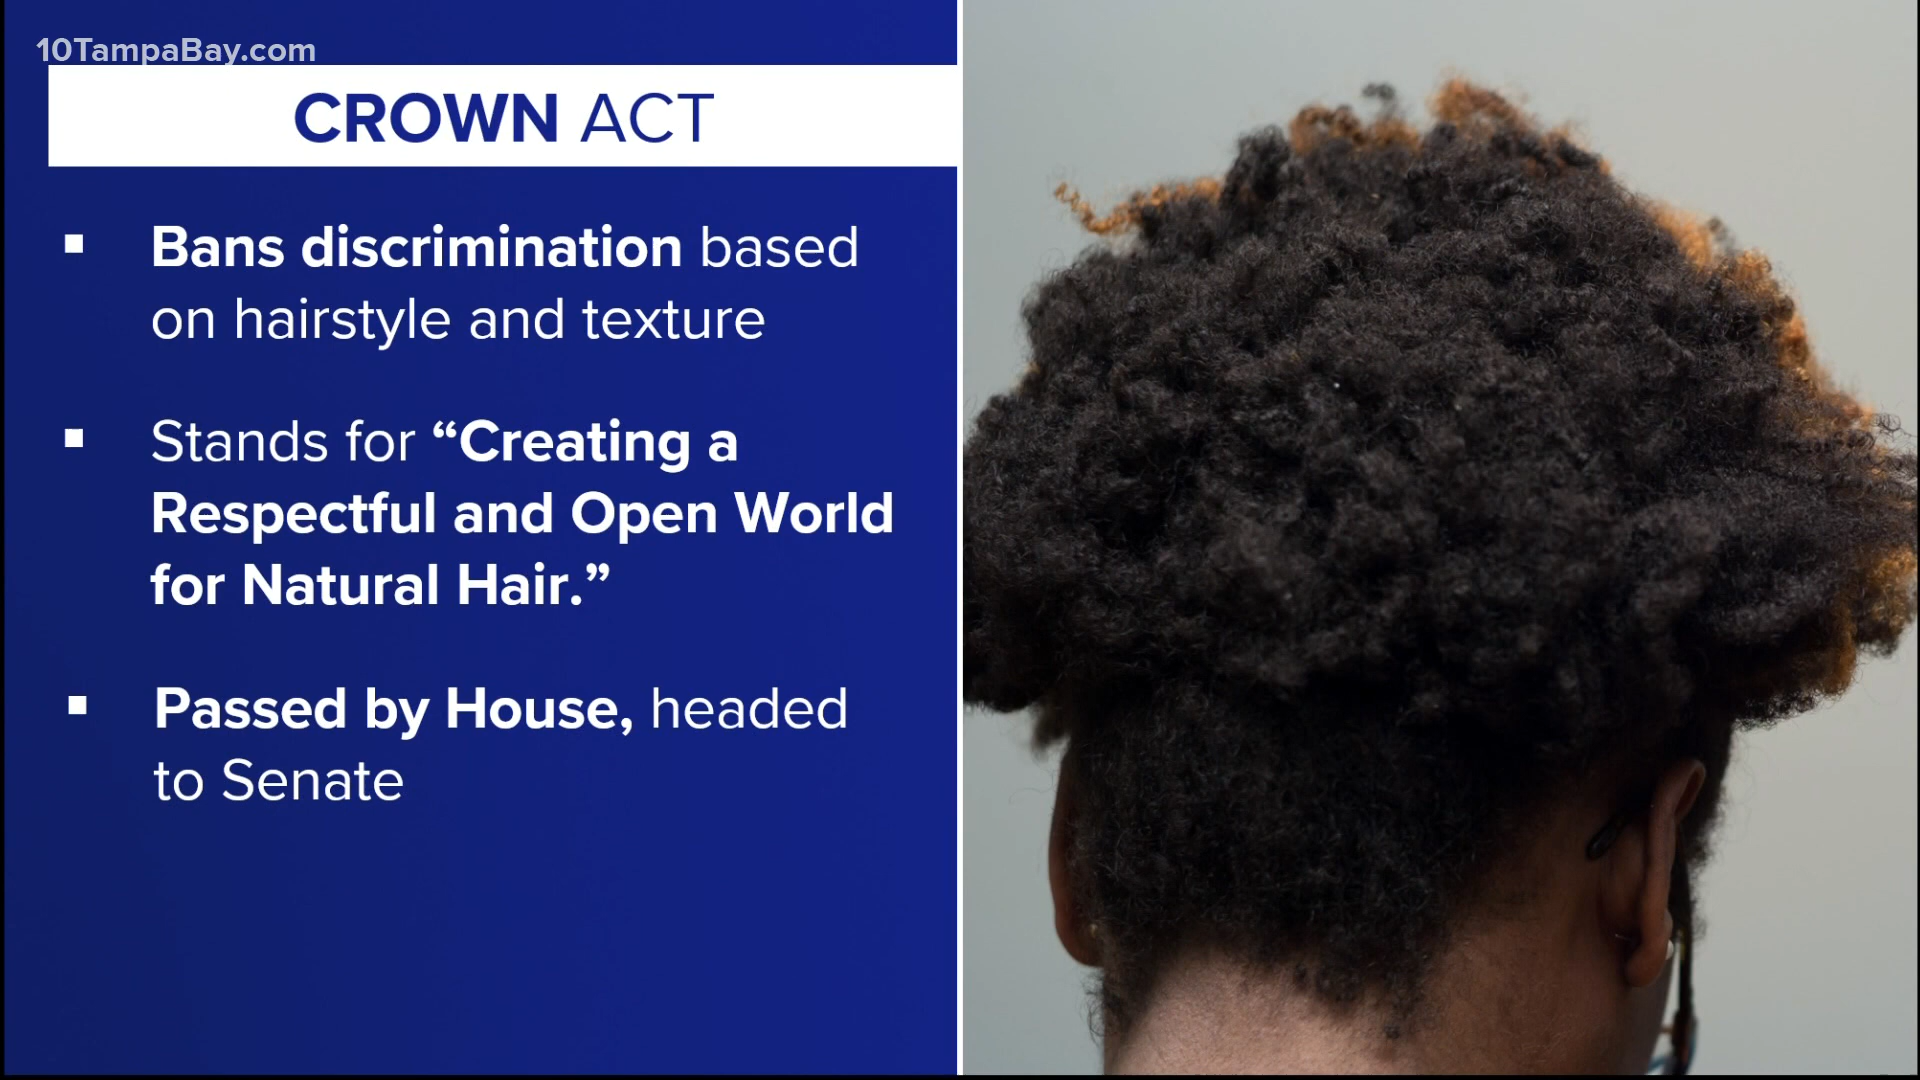 10TampaBay.com
CROWN ACT
▪ Bans discrimination based
on hairstyle and texture
▪ Stands for “Creating a
Respectful and Open World
for Natural Hair.”
▪ Passed by House, headed
to Senate